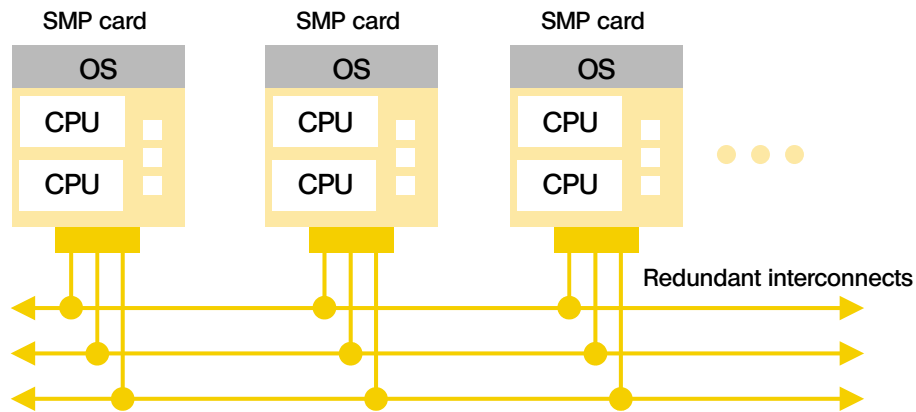 SMP card
SMP card
SMP card
OS
OS
OS
CPU
CPU
CPU
CPU
CPU
CPU
Redundant interconnects